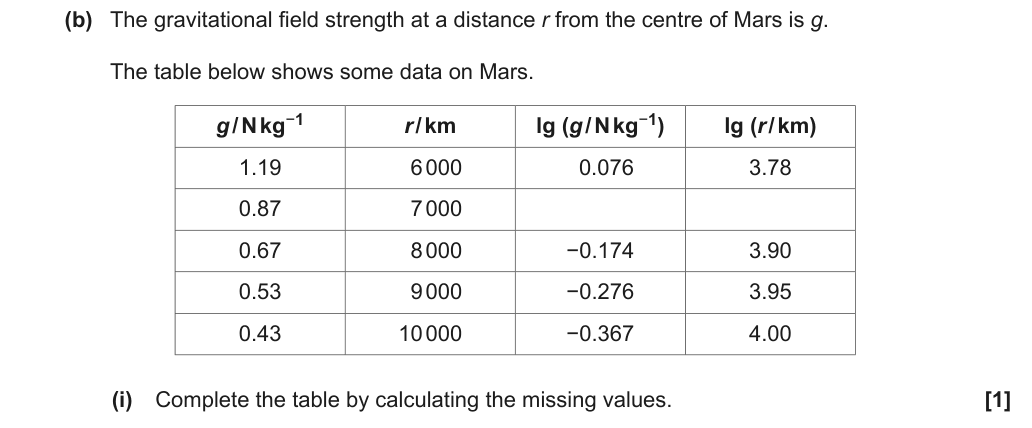 (b) The gravitational field strength at a distance r from the centre of Mars is g.
The table below shows some data on Mars.
g/N kg⁻¹ r/km lg (g/N kg⁻¹) lg (r/km)
1.19 6000 0.076 3.78
0.87 7000
0.67 8000 −0.174 3.90
0.53 9000 −0.276 3.95
0.43 10000 −0.367 4.00
(i) Complete the table by calculating the missing values. [1]